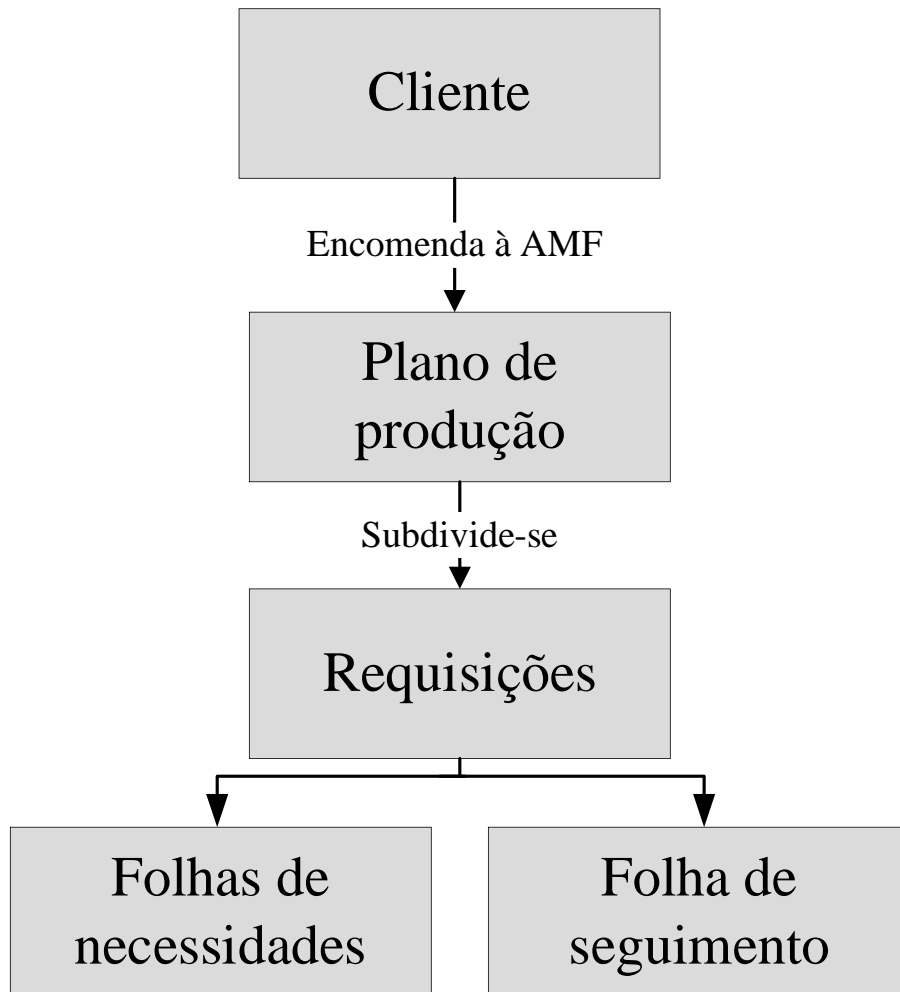 Cliente
Encomenda à AMF
Plano de
produção
Subdivide-se
Requisições
Folhas de
necessidades
Folha de
seguimento